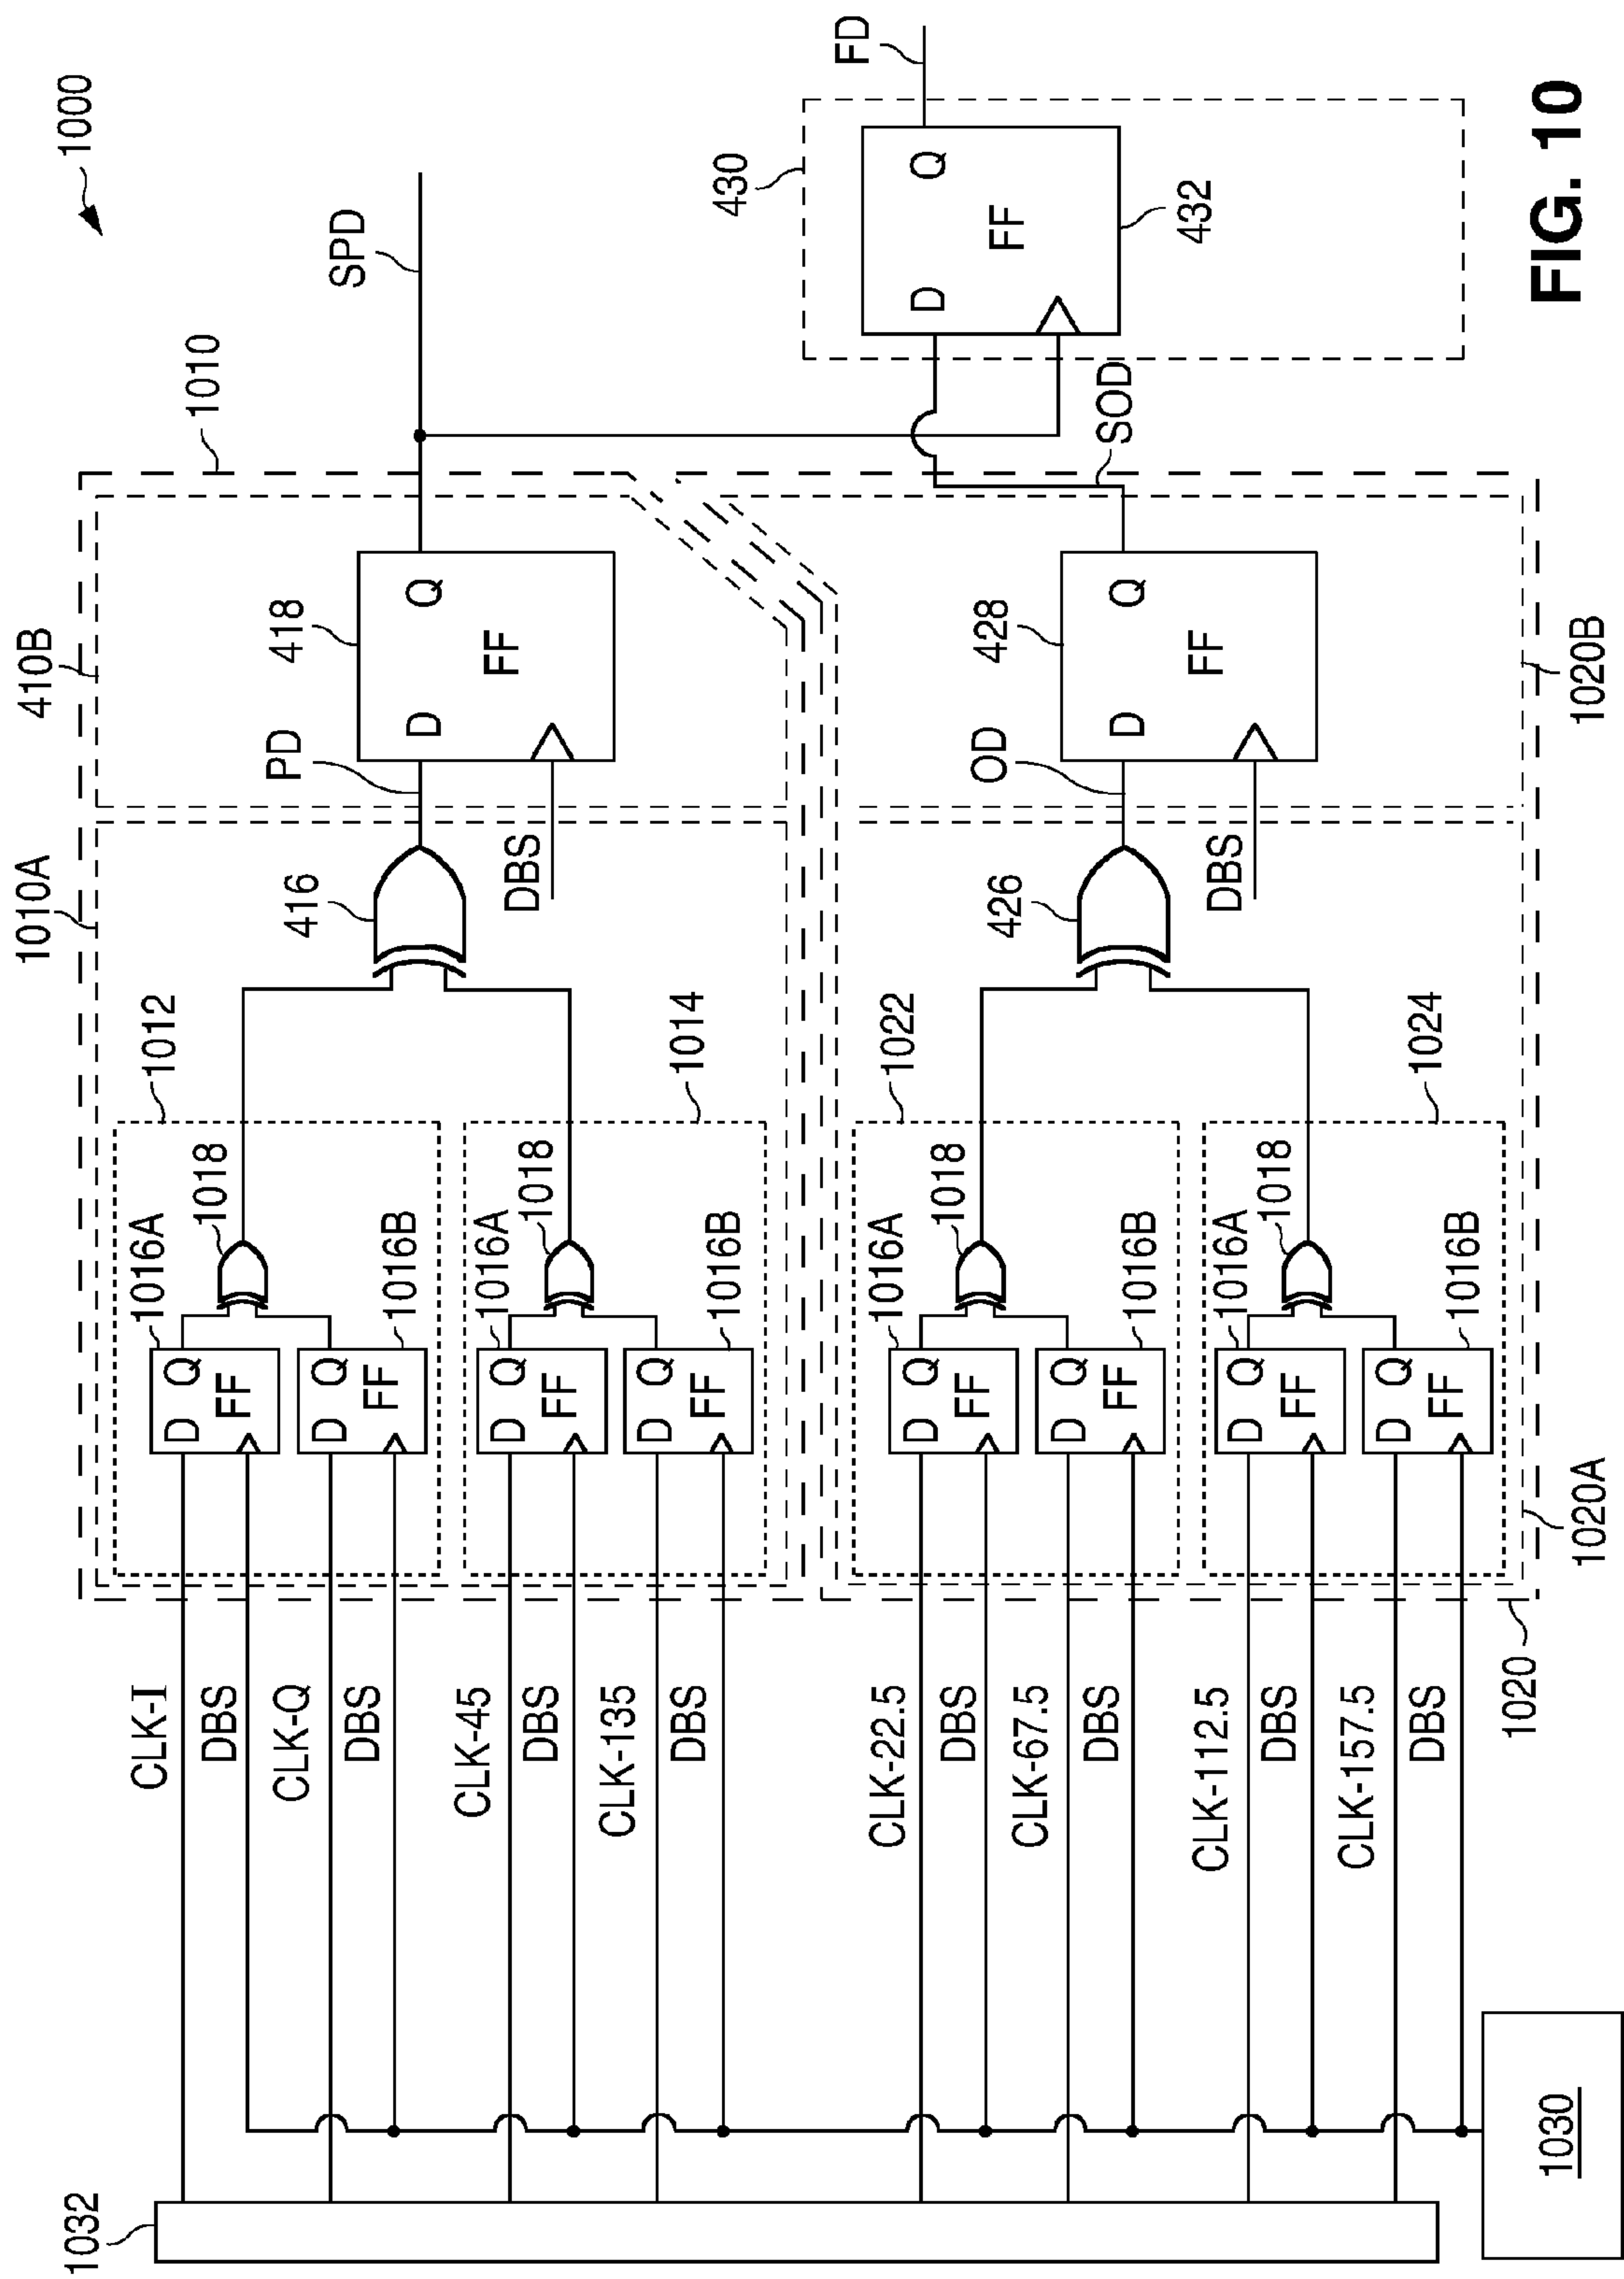 1000
1010
410B
1010A
SPD
FD
430
D Q
FF
432
SOD
418
D Q
FF
PD
DBS
416
1012
1016A
1018
D Q
FF
D Q
FF
1016B
1014
1016A
1018
D Q
FF
D Q
FF
1016B
428
D Q
FF
OD
DBS
426
1020B
1022
1016A
1018
D Q
FF
D Q
FF
1016B
1024
1016A
1018
D Q
FF
D Q
FF
1016B
1020A
1020
CLK-I
DBS
CLK-Q
DBS
CLK-45
DBS
CLK-135
DBS
CLK-22.5
DBS
CLK-67.5
DBS
CLK-112.5
DBS
CLK-157.5
DBS
1032
1030
FIG. 10